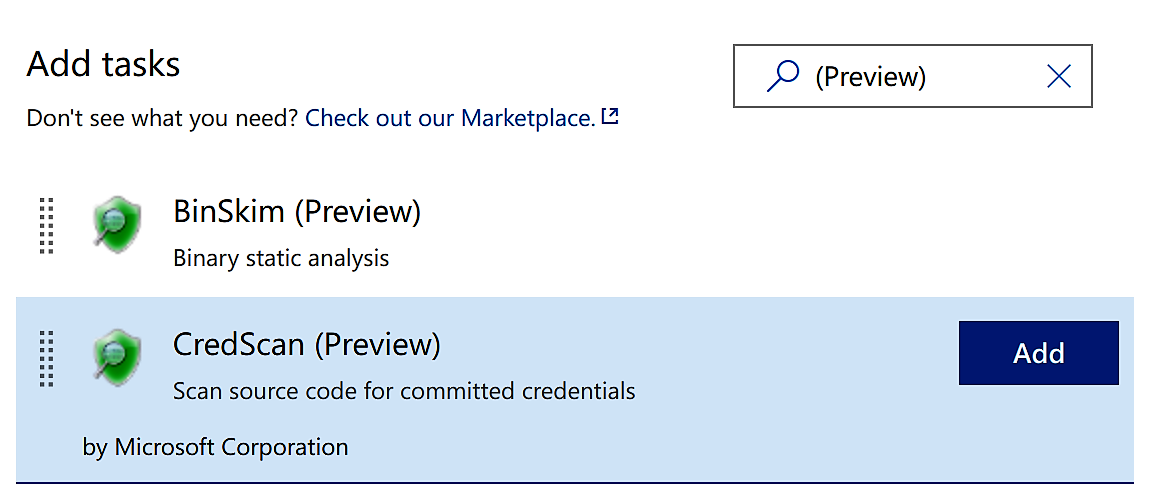 Add tasks
(Preview)
Don't see what you need? Check out our Marketplace.
BinSkim (Preview)
Binary static analysis
CredScan (Preview)
Add
Scan source code for committed credentials
by Microsoft Corporation